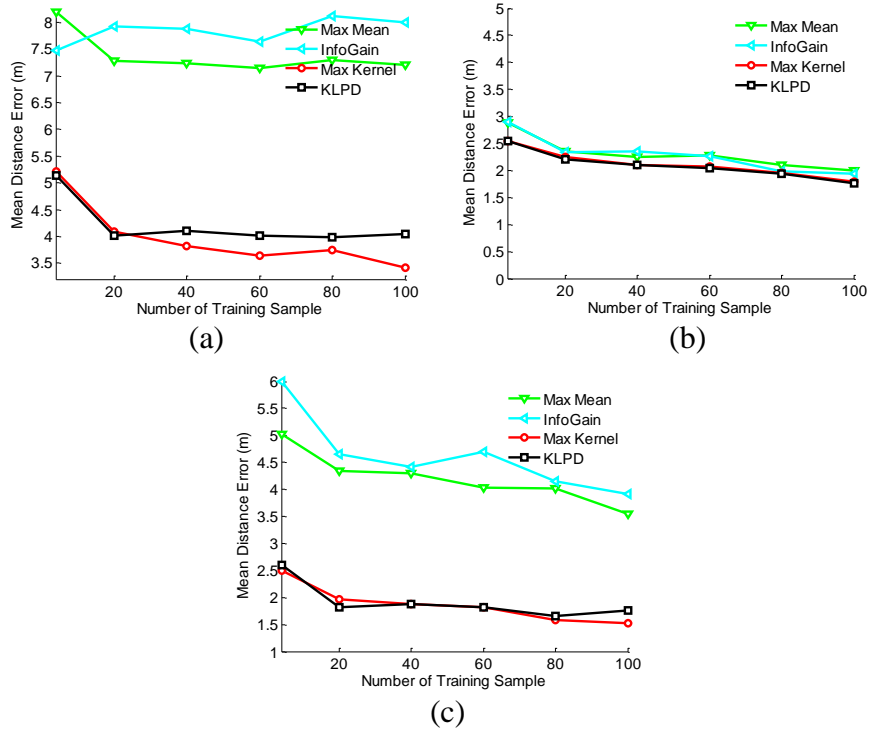 8
7.5
7
6.5
6
5.5
5
4.5
4
3.5
Mean Distance Error (m)
20 40 60 80 100
Number of Training Sample
Max Mean
InfoGain
Max Kernel
KLPD
(a)
5
4.5
4
3.5
3
2.5
2
1.5
1
0.5
0
Mean Distance Error (m)
20 40 60 80 100
Number of Training Sample
Max Mean
InfoGain
Max Kernel
KLPD
(b)
6
5.5
5
4.5
4
3.5
3
2.5
2
1.5
1
Mean Distance Error (m)
20 40 60 80 100
Number of Training Sample
Max Mean
InfoGain
Max Kernel
KLPD
(c)